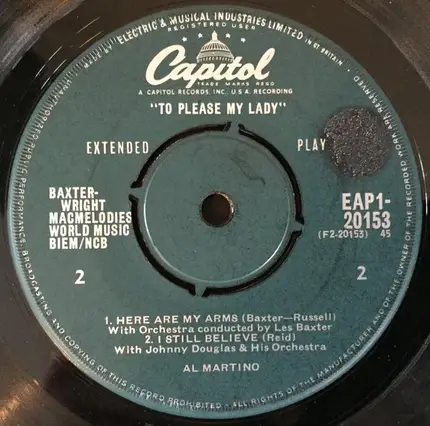 ELECTRIC & MUSICAL INDUSTRIES LIMITED
REGISTERED USER
Capitol
TRADE MARKS REGD
A CAPITOL RECORDS, INC. U.S.A. RECORDING
"TO PLEASE MY LADY"
EXTENDED PLAY
BAXTER-
WRIGHT
MACMELODIES
WORLD MUSIC
BIEM/NCB
EAP1-
20153
(F2-20153) 45
2 2
1. HERE ARE MY ARMS (Baxter—Russell)
With Orchestra conducted by Les Baxter
2. I STILL BELIEVE (Reid)
With Johnny Douglas & His Orchestra
AL MARTINO
PUBLIC PERFORMANCE, BROADCASTING AND COPYING OF THIS RECORD PROHIBITED - ALL RIGHTS OF THE MANUFACTURER AND OF THE OWNER OF THE RECORDED WORK ARE RESERVED